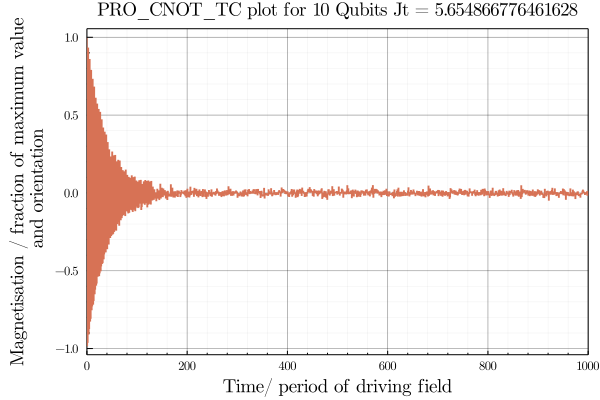 PRO_CNOT_TC plot for 10 Qubits Jt = 5.654866776461628
Magnetisation / fraction of maximum value
and orientation
1.0
0.5
0.0
−0.5
−1.0
0 200 400 600 800 1000
Time/ period of driving field